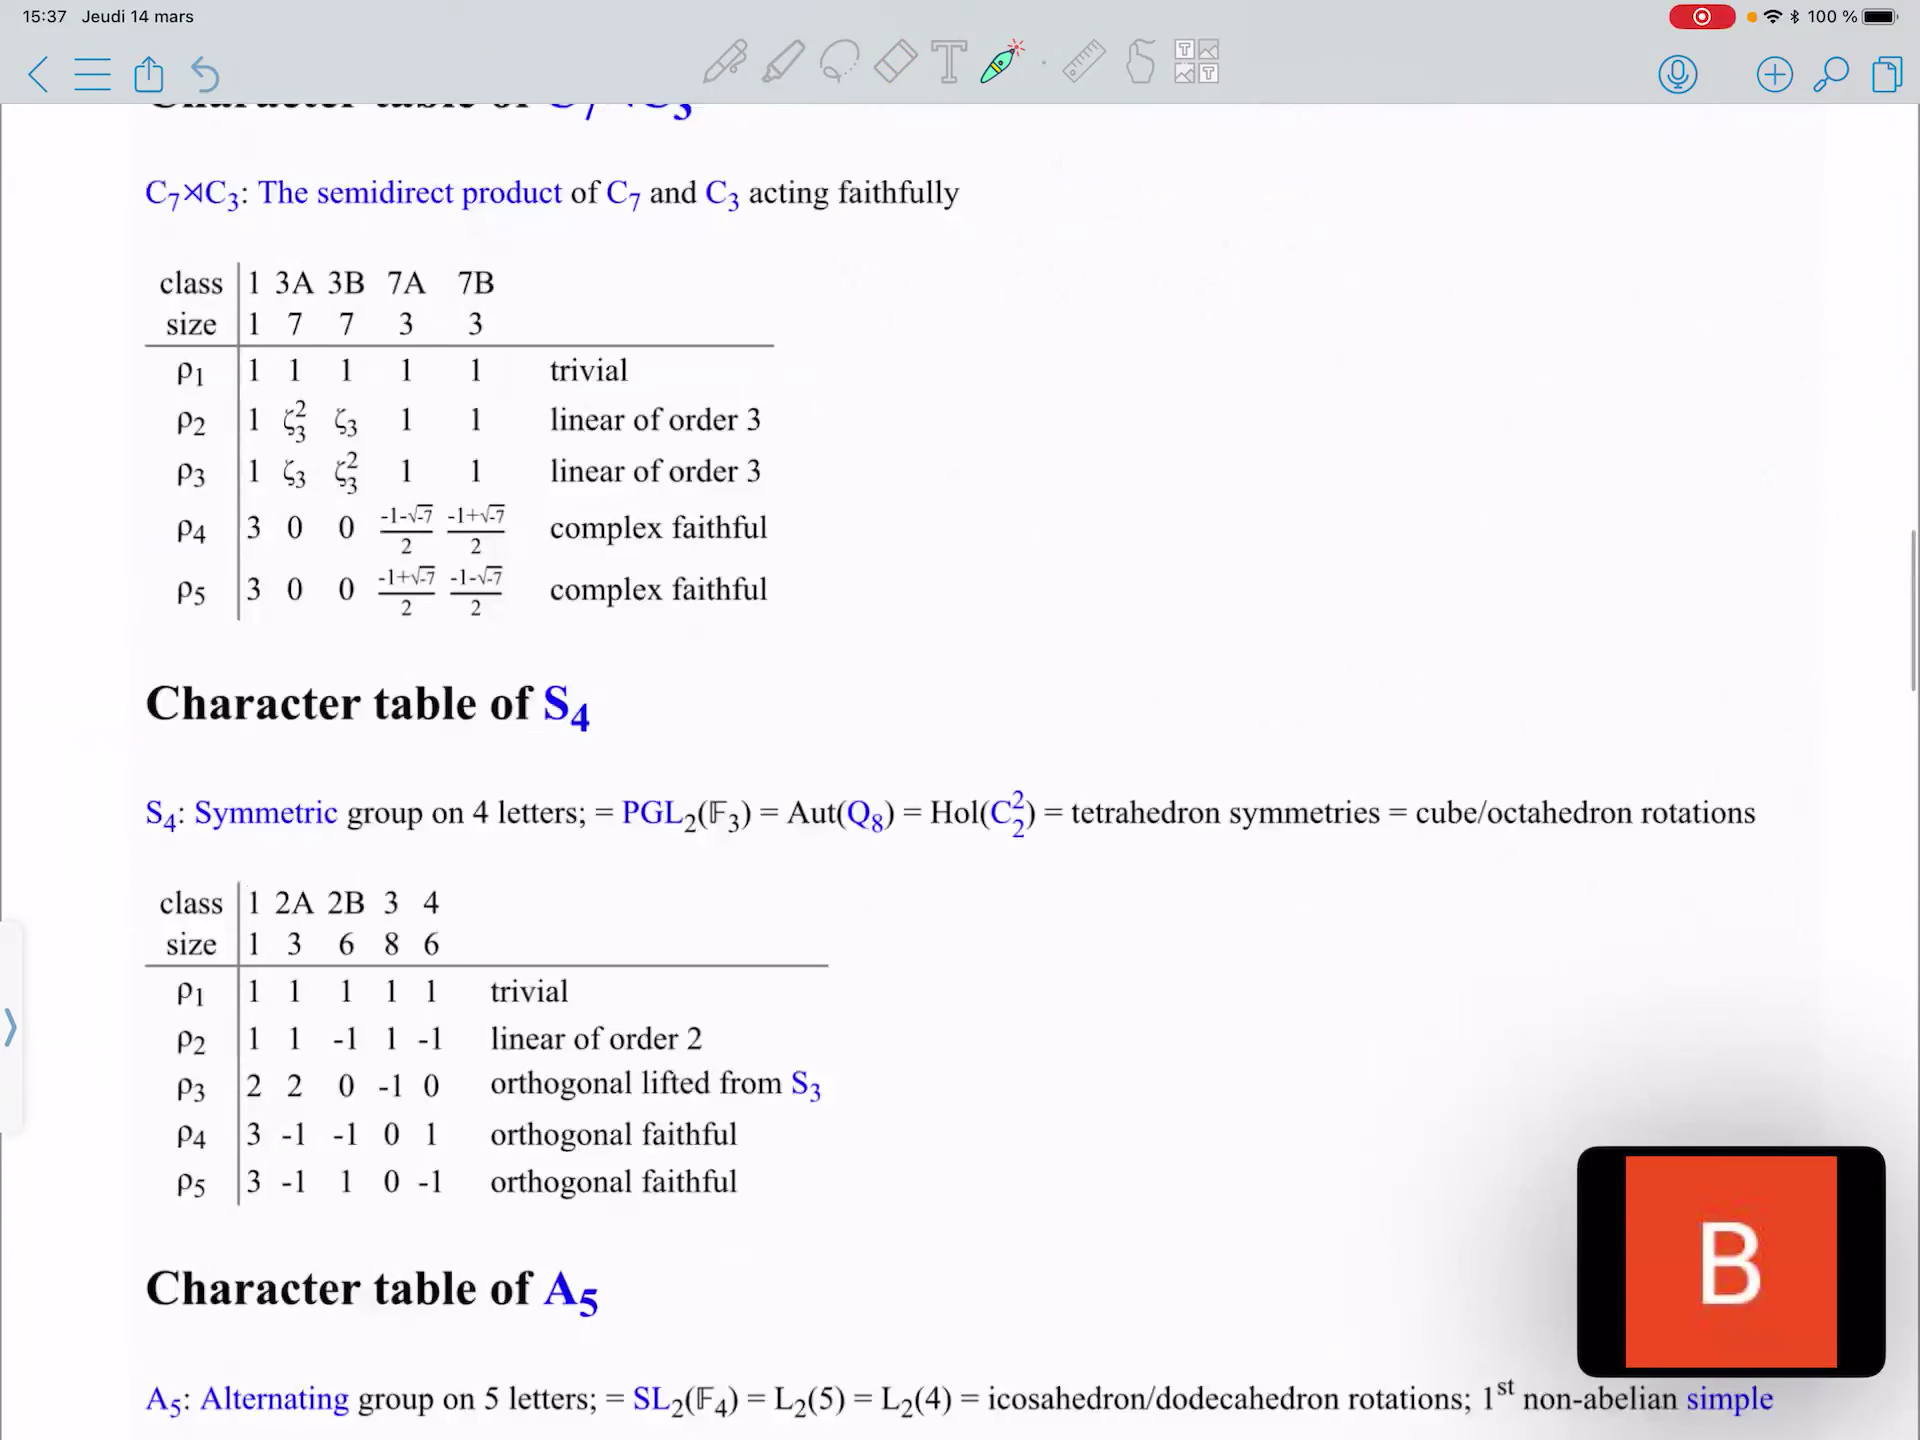 15:37 Jeudi 14 mars 100 %
Character table of C₇⋊C₃
C₇⋊C₃: The semidirect product of C₇ and C₃ acting faithfully
class 1 3A 3B 7A 7B
size 1 7 7 3 3
ρ₁ 1 1 1 1 1 trivial
ρ₂ 1 ζ₃² ζ₃ 1 1 linear of order 3
ρ₃ 1 ζ₃ ζ₃² 1 1 linear of order 3
ρ₄ 3 0 0 (-1-√-7)/2 (-1+√-7)/2 complex faithful
ρ₅ 3 0 0 (-1+√-7)/2 (-1-√-7)/2 complex faithful
Character table of S₄
S₄: Symmetric group on 4 letters; = PGL₂(𝔽₃) = Aut(Q₈) = Hol(C₂²) = tetrahedron symmetries = cube/octahedron rotations
class 1 2A 2B 3 4
size 1 3 6 8 6
ρ₁ 1 1 1 1 1 trivial
ρ₂ 1 1 -1 1 -1 linear of order 2
ρ₃ 2 2 0 -1 0 orthogonal lifted from S₃
ρ₄ 3 -1 -1 0 1 orthogonal faithful
ρ₅ 3 -1 1 0 -1 orthogonal faithful
B
Character table of A₅
A₅: Alternating group on 5 letters; = SL₂(𝔽₄) = L₂(5) = L₂(4) = icosahedron/dodecahedron rotations; 1ˢᵗ non-abelian simple